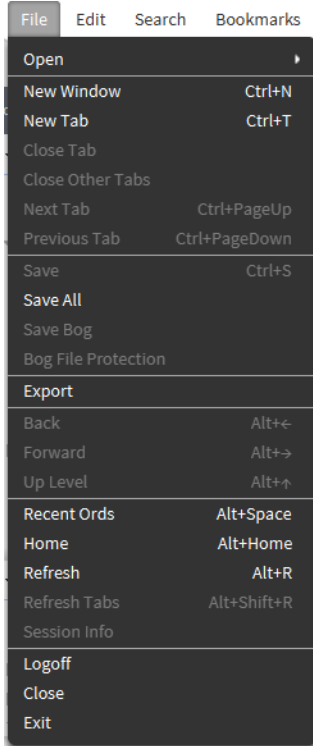 File Edit Search Bookmarks
Open
New Window Ctrl+N
New Tab Ctrl+T
Close Tab
Close Other Tabs
Next Tab Ctrl+PageUp
Previous Tab Ctrl+PageDown
Save Ctrl+S
Save All
Save Bog
Bog File Protection
Export
Back Alt+←
Forward Alt+→
Up Level Alt+↑
Recent Ords Alt+Space
Home Alt+Home
Refresh Alt+R
Refresh Tabs Alt+Shift+R
Session Info
Logoff
Close
Exit